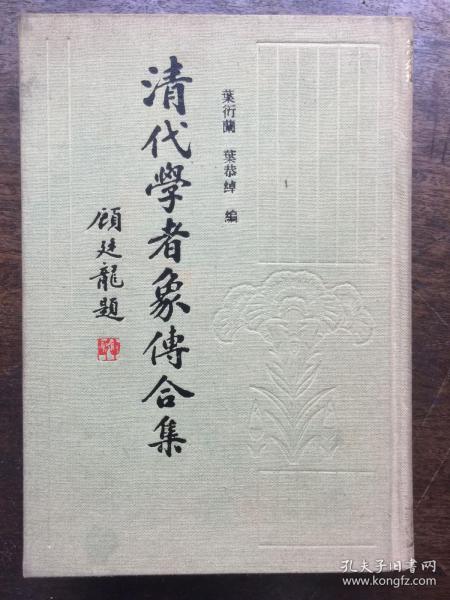 葉衍蘭 葉恭綽 編
清代學者象傳合集
顧廷龍題
孔夫子旧书网
www.kongfz.com